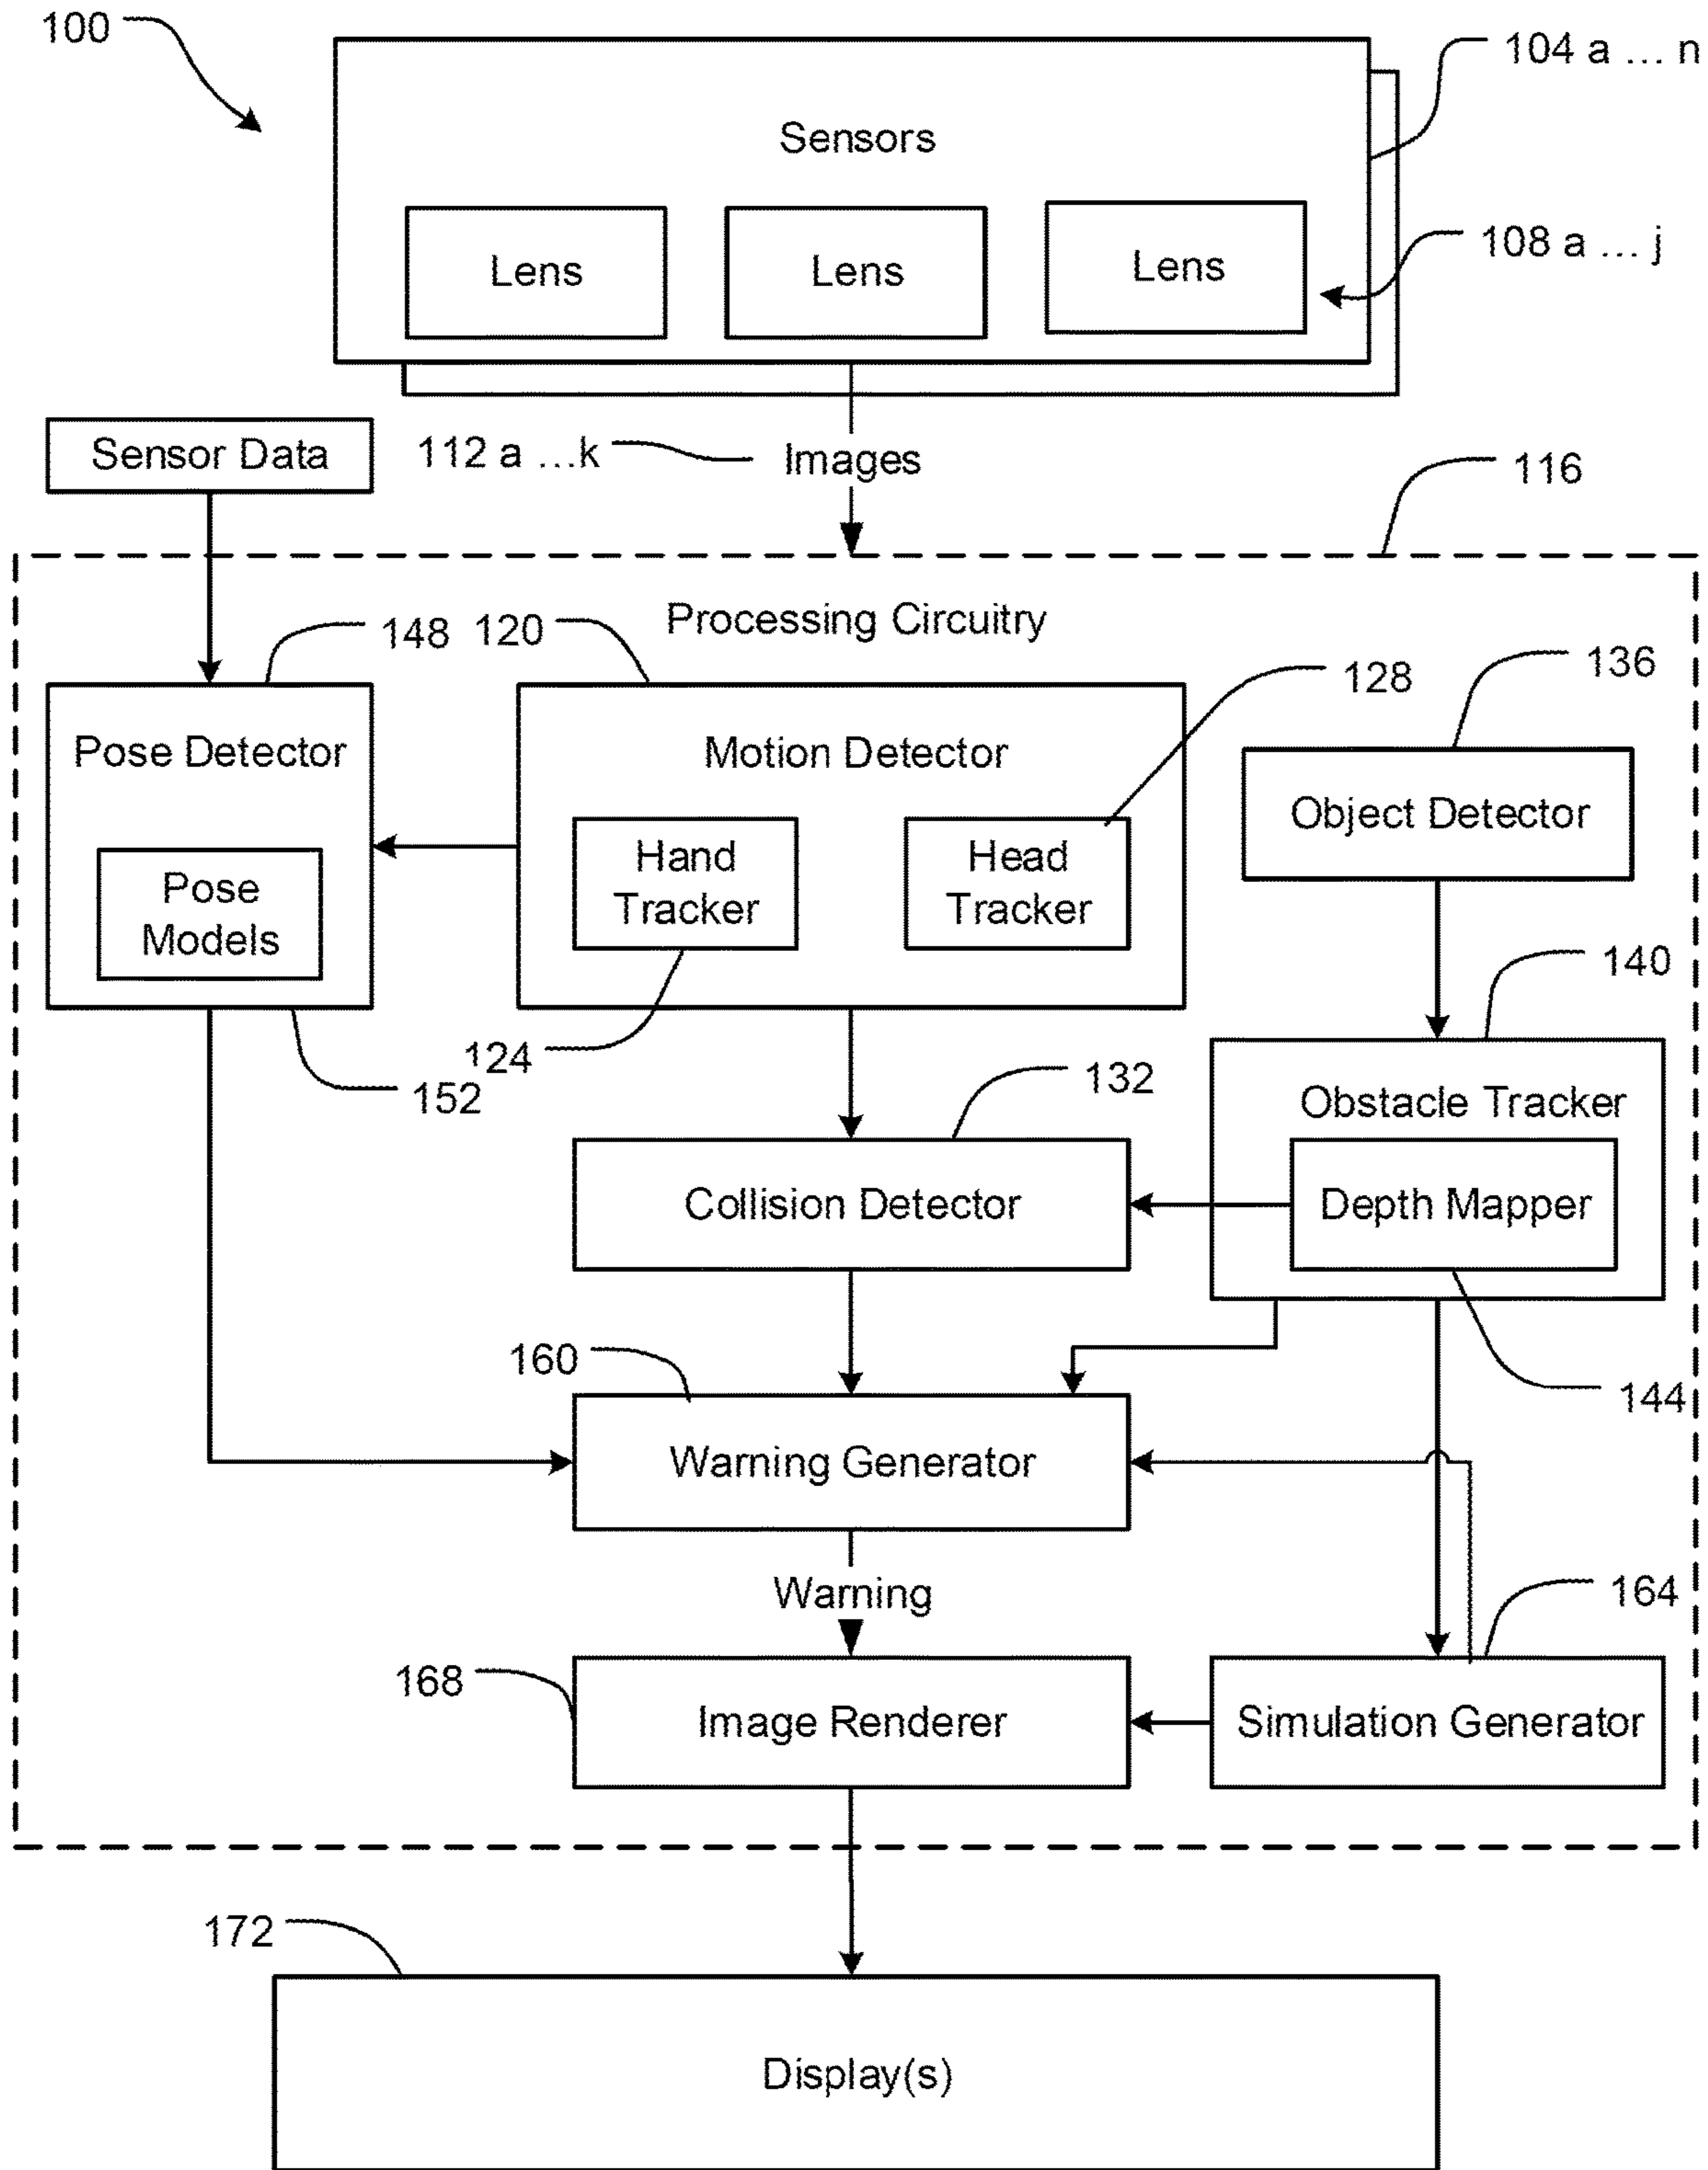 100
104 a ... n
Sensors
Lens
Lens
Lens
108 a ... j
Sensor Data
112 a ...k
Images
116
Processing Circuitry
148
120
128
136
Pose Detector
Motion Detector
Object Detector
Pose
Models
Hand
Tracker
Head
Tracker
124
152
140
132
Obstacle Tracker
Collision Detector
Depth Mapper
160
144
Warning Generator
Warning
164
168
Image Renderer
Simulation Generator
172
Display(s)